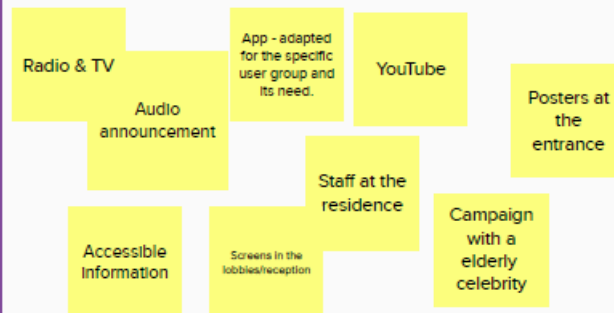 Radio & TV
Audio
announcement
App - adapted
for the specific
user group and
its need.
YouTube
Posters at
the
entrance
Staff at the
residence
Accessible
information
Screens in the
lobbies/reception
Campaign
with a
elderly
celebrity